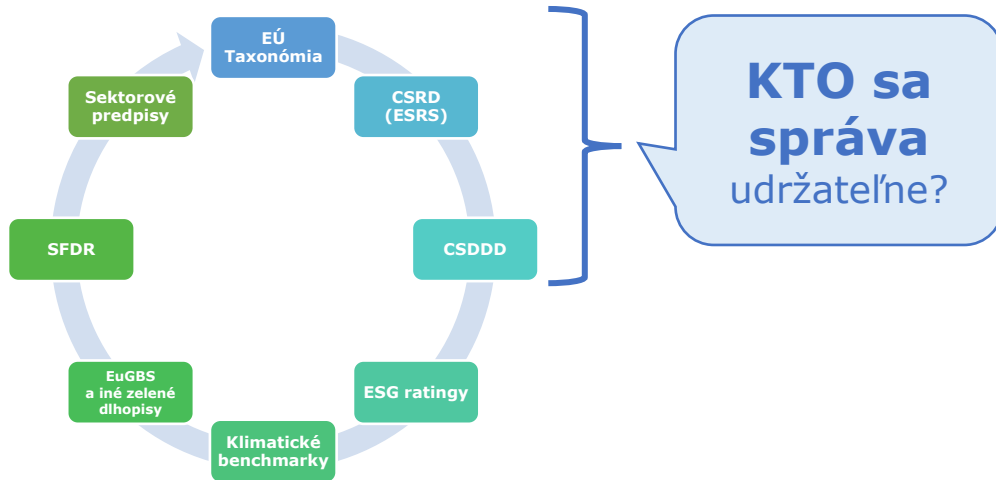 EÚ
Taxonómia
CSRD
(ESRS)
CSDDD
ESG ratingy
Klimatické
benchmarky
EuGBS
a iné zelené
dlhopisy
SFDR
Sektorové
predpisy
KTO sa
správa
udržateľne?